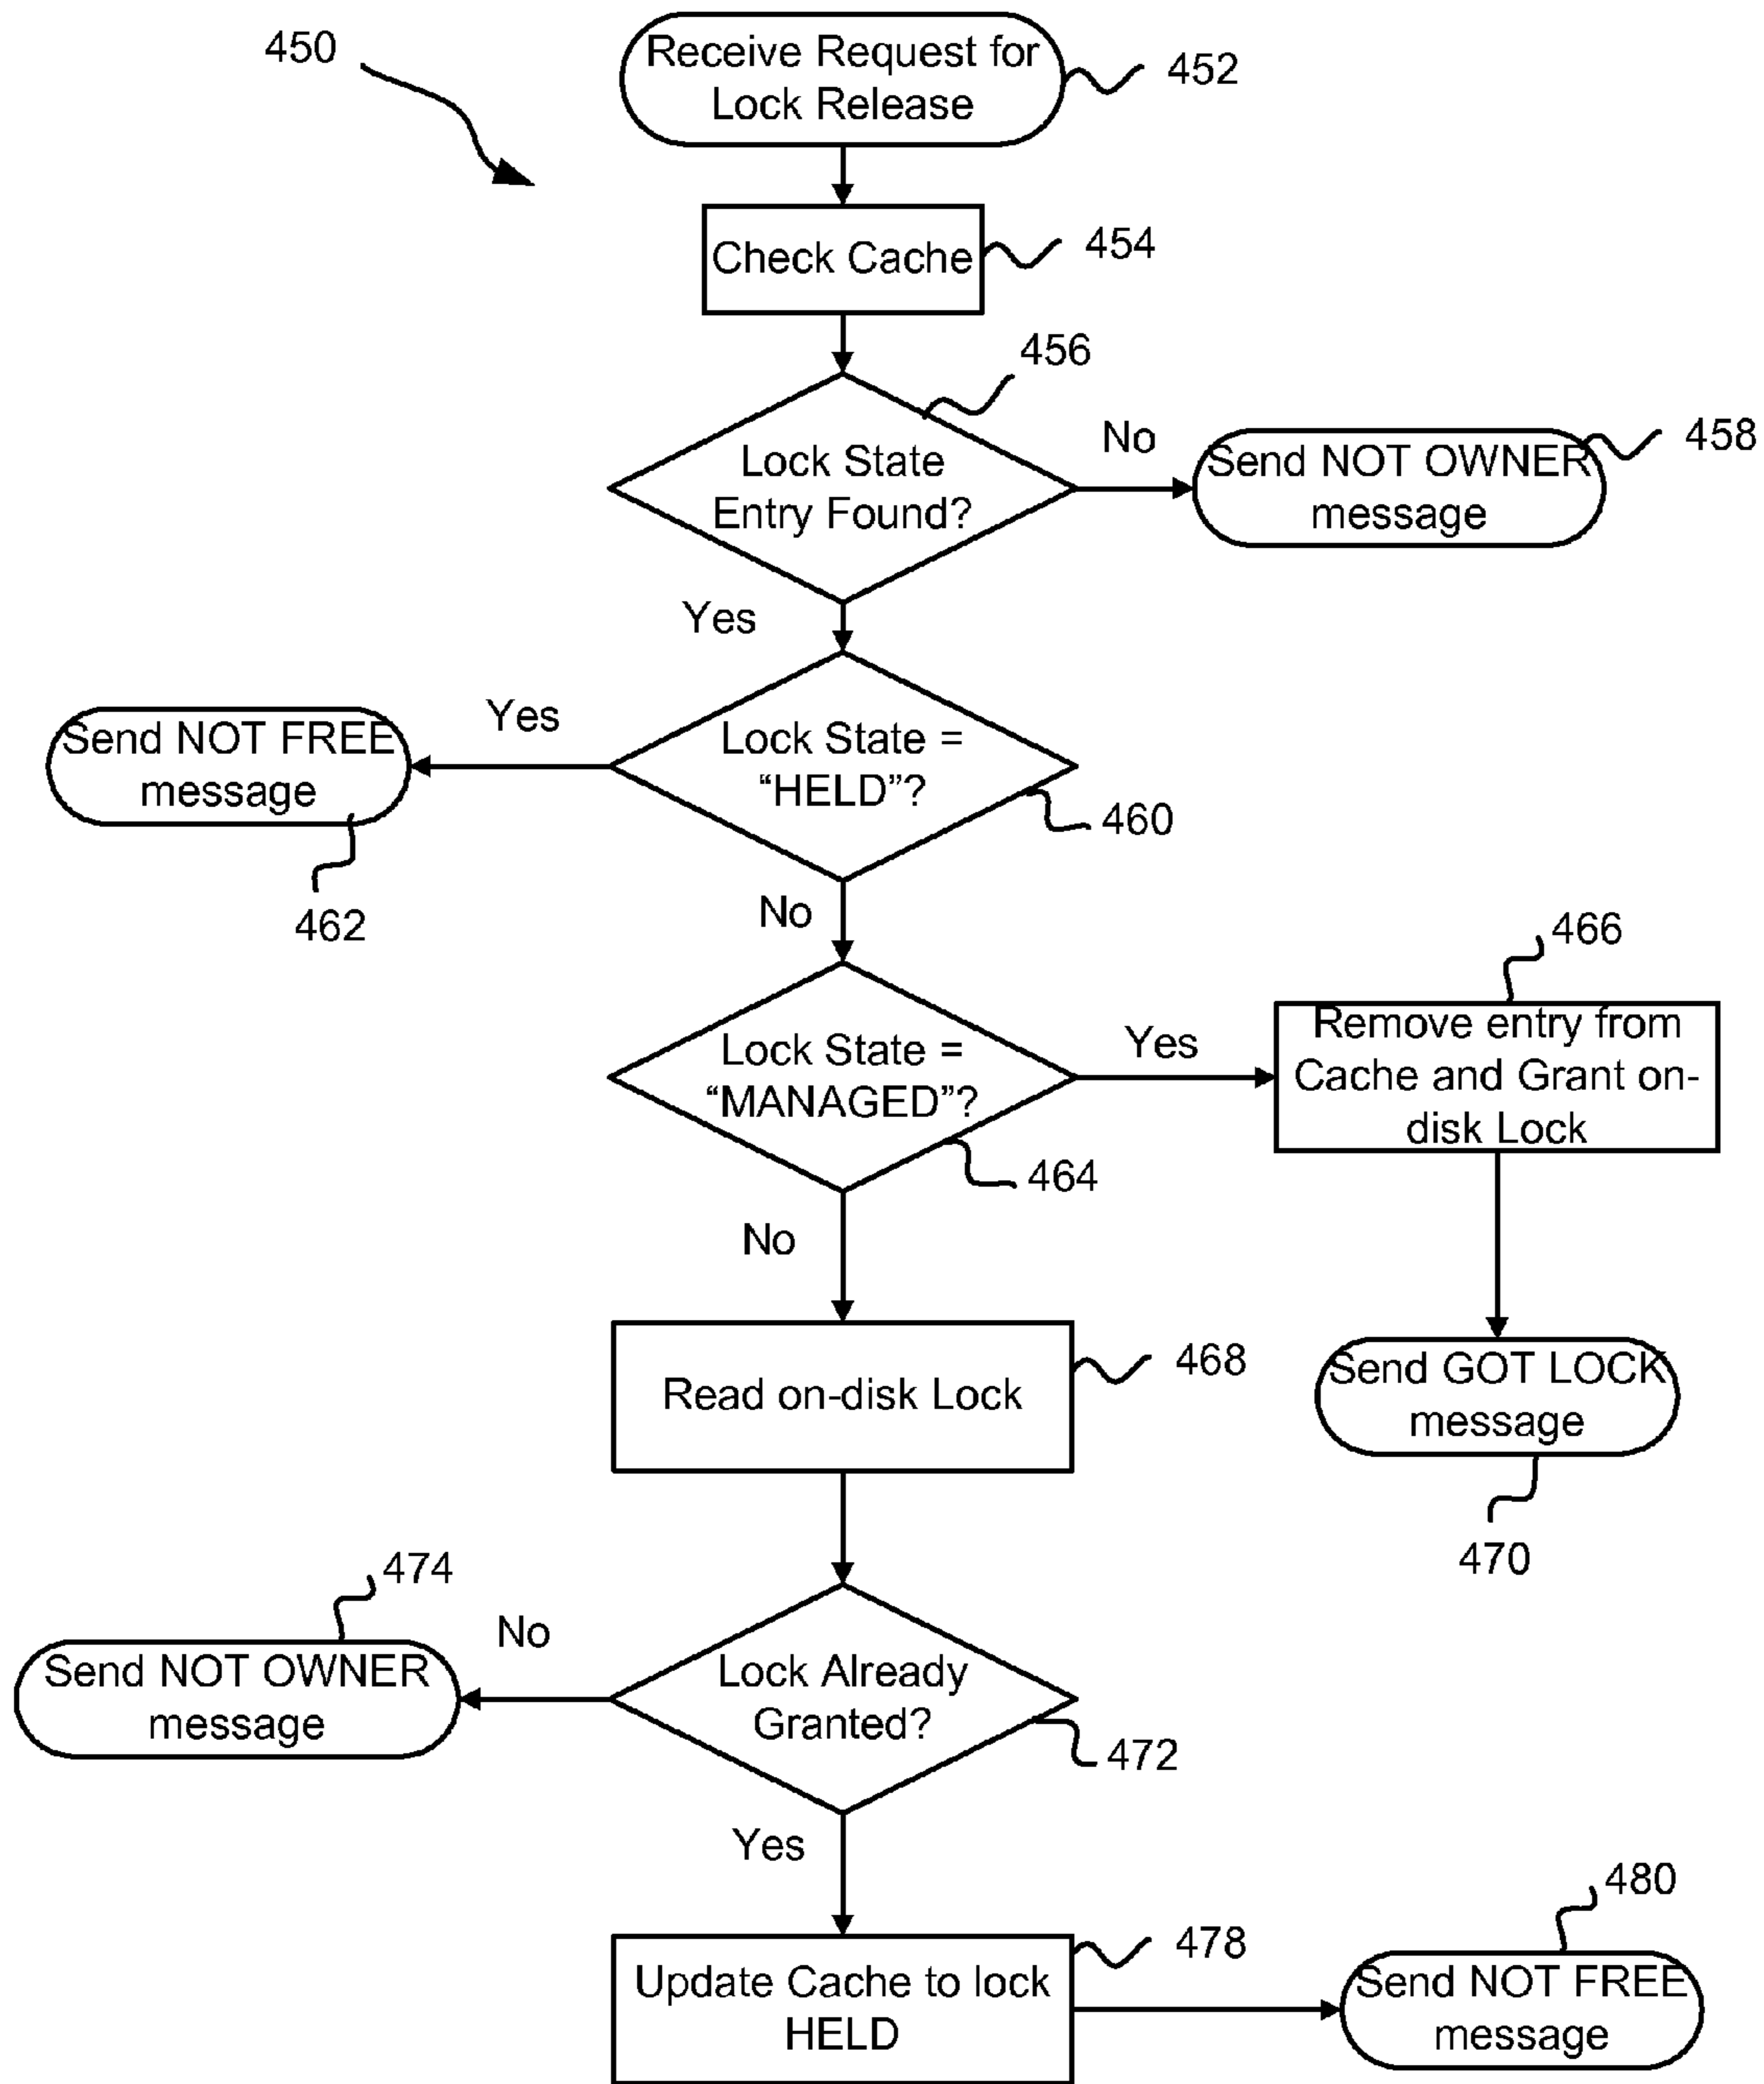 450
Receive Request for
Lock Release
452
Check Cache
454
456
Lock State
Entry Found?
No
Send NOT OWNER
message
458
Yes
Lock State =
“HELD”?
460
Yes
Send NOT FREE
message
462
No
Lock State =
“MANAGED”?
464
Yes
466
Remove entry from
Cache and Grant on-
disk Lock
Send GOT LOCK
message
470
No
Read on-disk Lock
468
Lock Already
Granted?
472
No
474
Send NOT OWNER
message
Yes
Update Cache to lock
HELD
478
480
Send NOT FREE
message